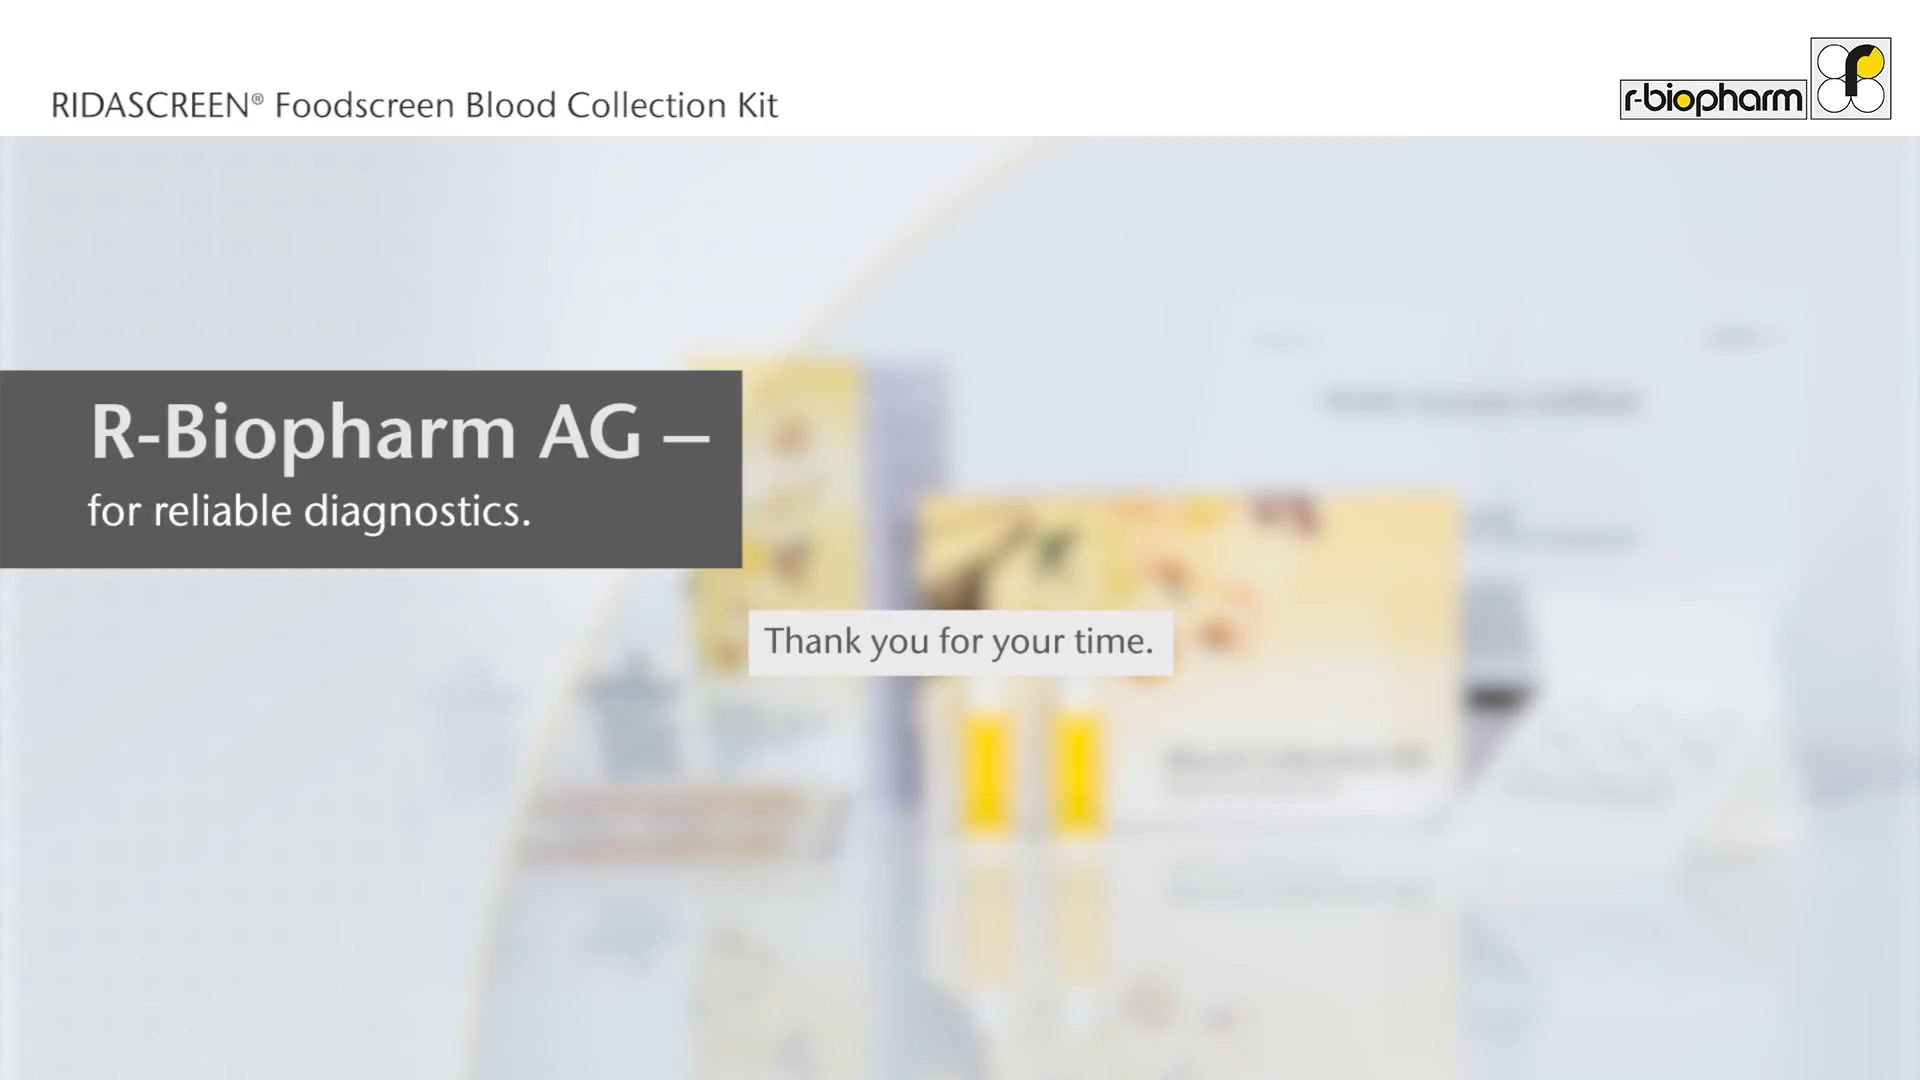 RIDASCREEN® Foodscreen Blood Collection Kit
r-biopharm
R-Biopharm AG –
for reliable diagnostics.
Thank you for your time.